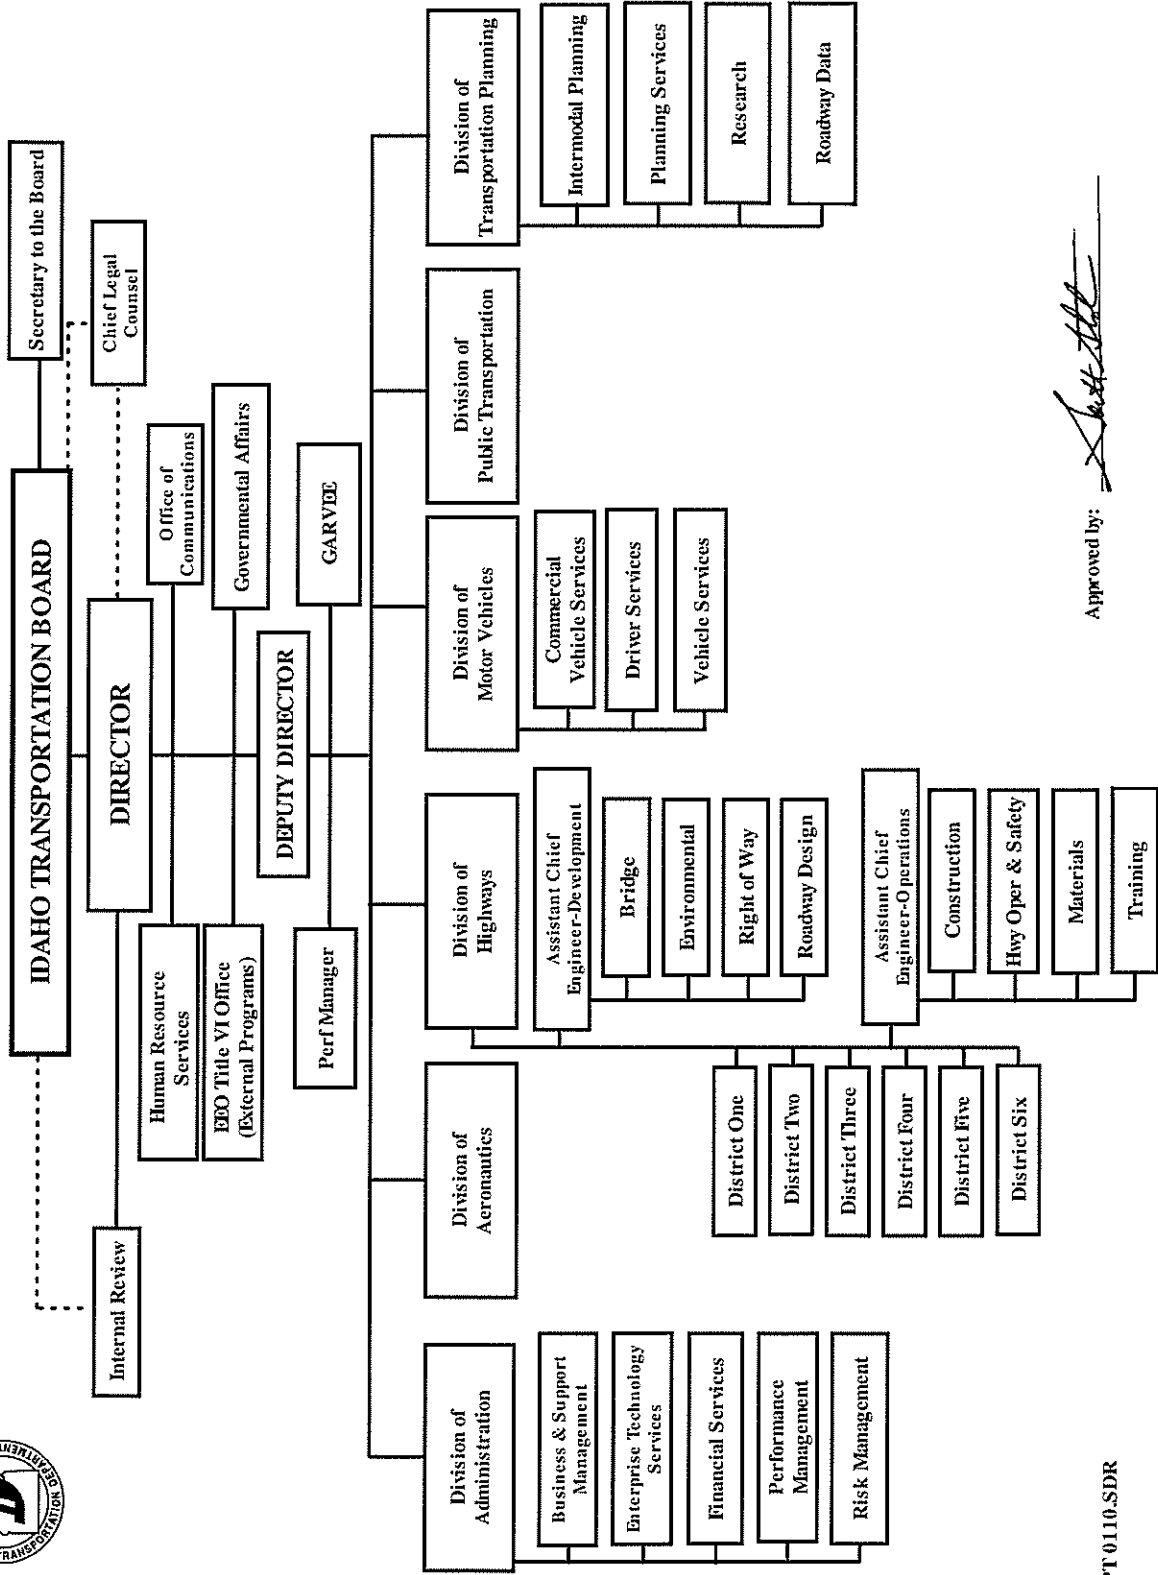 IDAHO TRANSPORTATION BOARD
Secretary to the Board
Chief Legal
Counsel
DIRECTOR
Internal Review
Human Resource
Services
Office of
Communications
EEO Title VI Office
(External Programs)
Governmental Affairs
DEPUTY DIRECTOR
Perf Manager
GARVEE
Division of
Administration
Business & Support
Management
Enterprise Technology
Services
Financial Services
Performance
Management
Risk Management
Division of
Aeronautics
Division of
Highways
Assistant Chief
Engineer-Development
Bridge
Environmental
Right of Way
Roadway Design
District One
District Two
District Three
District Four
District Five
District Six
Assistant Chief
Engineer-Operations
Construction
Hwy Oper & Safety
Materials
Training
Division of
Motor Vehicles
Commercial
Vehicle Services
Driver Services
Vehicle Services
Division of
Public Transportation
Division of
Transportation Planning
Intermodal Planning
Planning Services
Research
Roadway Data
Approved by:
PT 0110.SDR